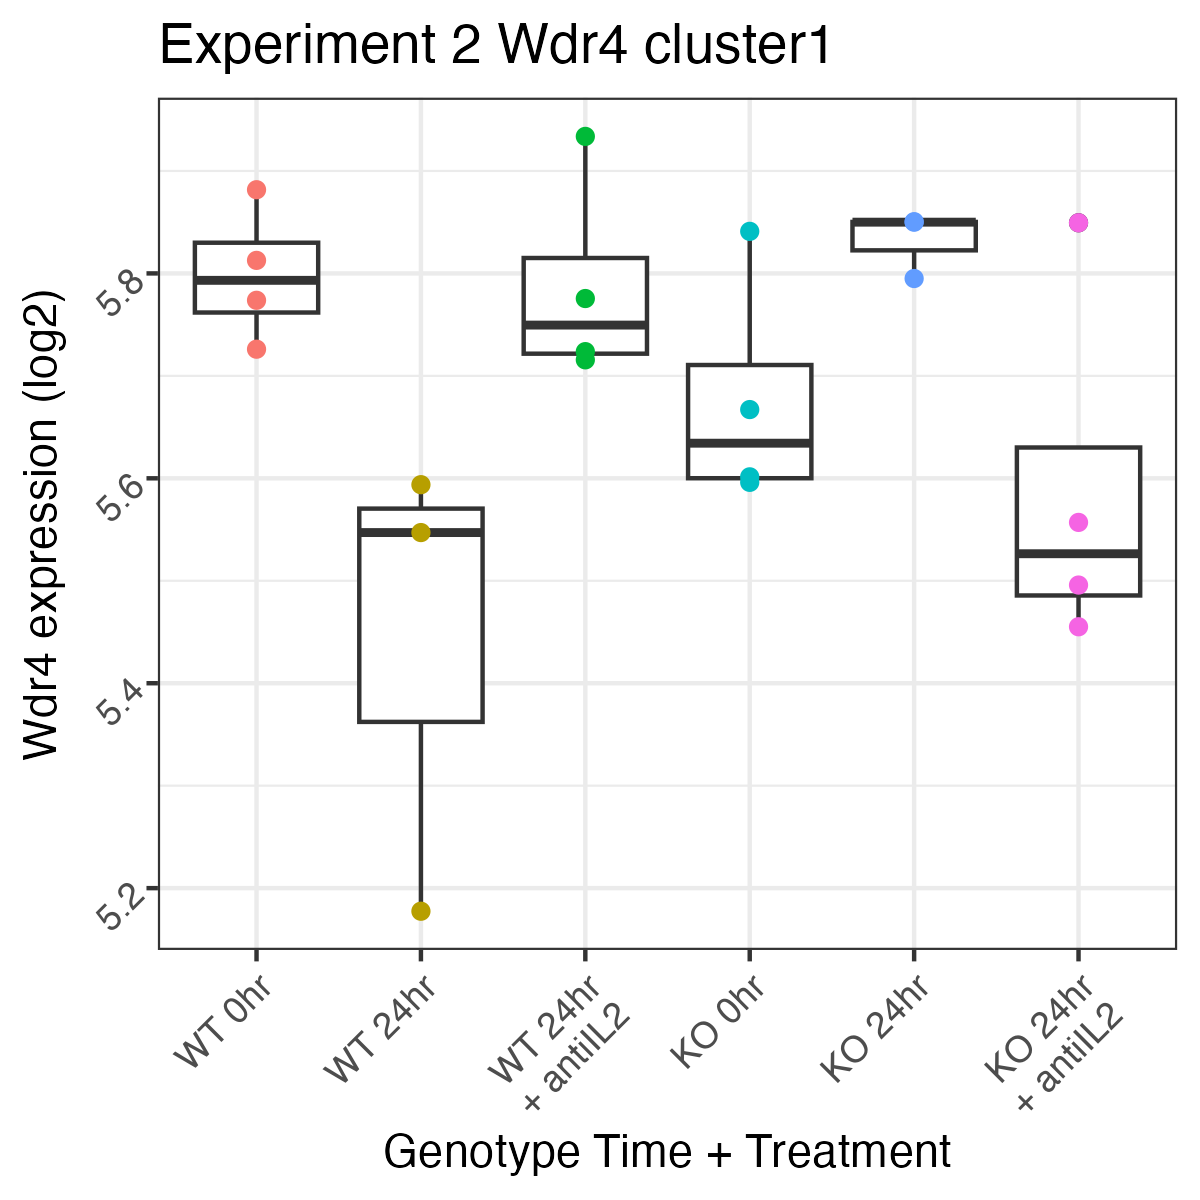 Experiment 2 Wdr4 cluster1
Wdr4 expression (log2)
5.8
5.6
5.4
5.2
WT 0hr
WT 24hr
WT 24hr
+ antiIL2
KO 0hr
KO 24hr
KO 24hr
+ antiIL2
Genotype Time + Treatment